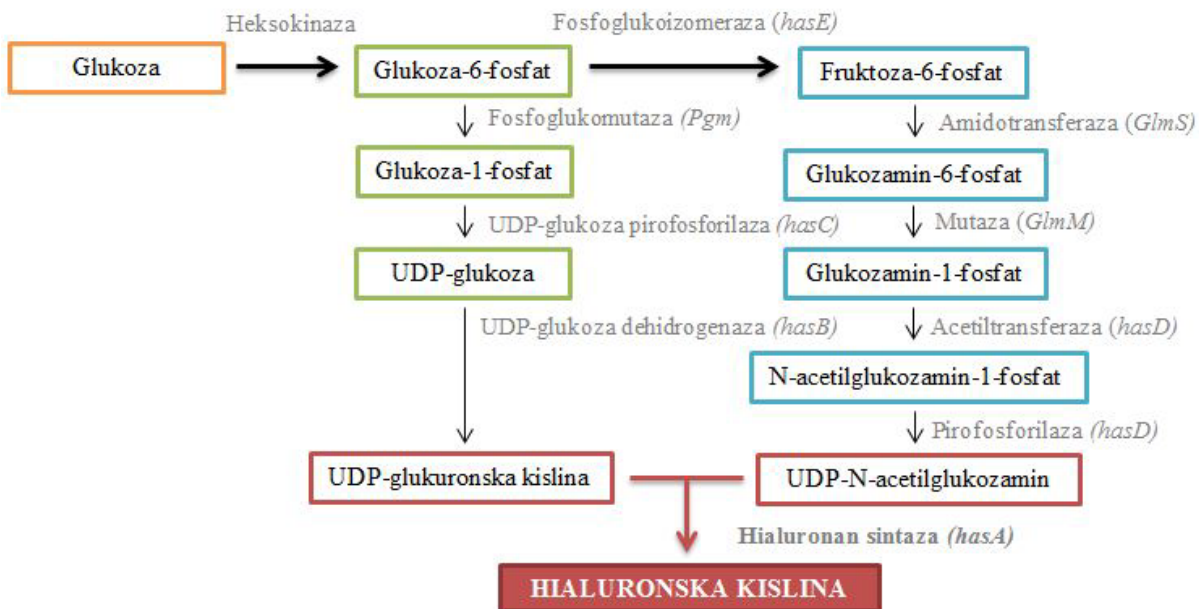 Heksokinaza
Fosfoglukoizomeraza (hasE)
Glukoza
Glukoza-6-fosfat
Fruktoza-6-fosfat
Fosfoglukomutaza (Pgm)
Amidotransferaza (GlmS)
Glukoza-1-fosfat
Glukozamin-6-fosfat
UDP-glukoza pirofosforilaza (hasC)
Mutaza (GlmM)
UDP-glukoza
Glukozamin-1-fosfat
UDP-glukoza dehidrogenaza (hasB)
Acetiltransferaza (hasD)
N-acetilglukozamin-1-fosfat
Pirofosforilaza (hasD)
UDP-glukuronska kislina
UDP-N-acetilglukozamin
Hialuronan sintaza (hasA)
HIALURONSKA KISLINA